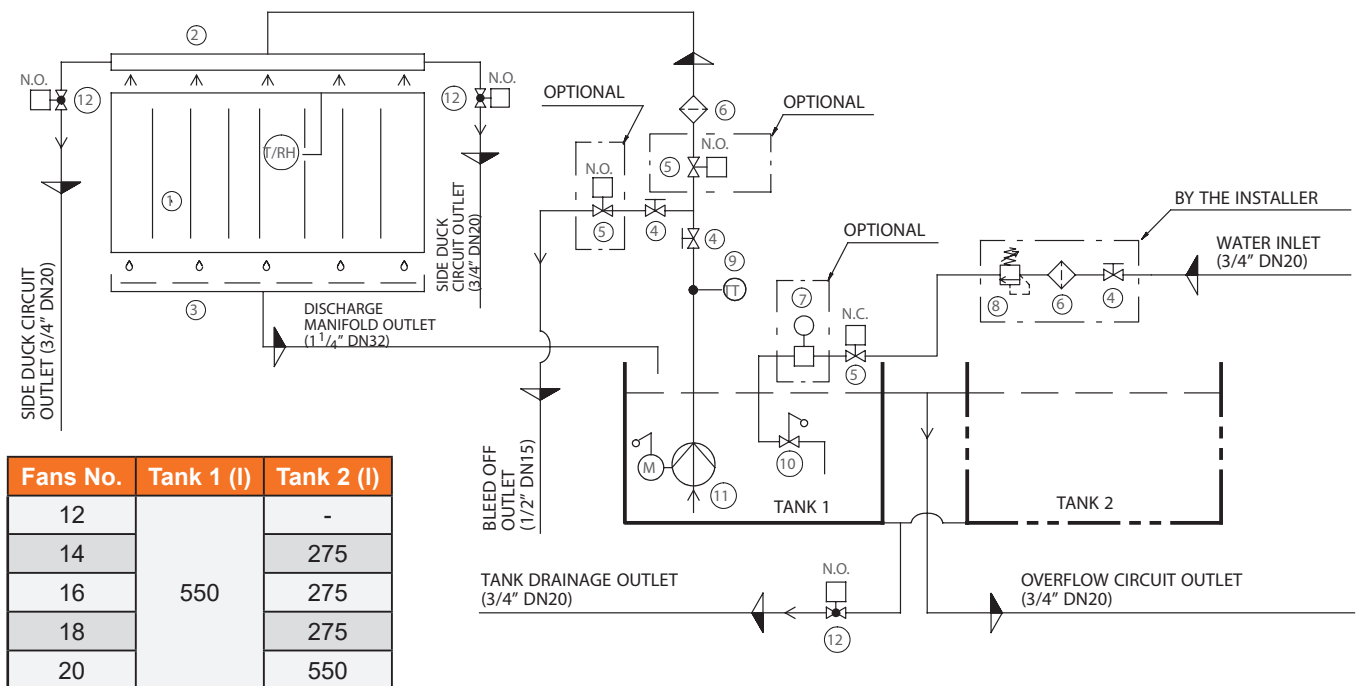 2
N.O.
12
12
N.O.
T/RH
1
3
SIDE DUCK CIRCUIT
OUTLET (3/4" DN20)
SIDE DUCK
CIRCUIT OUTLET
(3/4" DN20)
DISCHARGE
MANIFOLD OUTLET
(1 1/4" DN32)
OPTIONAL
N.O.
5
4
6
OPTIONAL
N.O.
5
4
9
TT
OPTIONAL
7
N.C.
5
BY THE INSTALLER
WATER INLET
(3/4" DN20)
8
6
4
BLEED OFF
OUTLET
(1/2" DN15)
M
11
10
TANK 1
TANK 2
TANK DRAINAGE OUTLET
(3/4" DN20)
N.O.
12
OVERFLOW CIRCUIT OUTLET
(3/4" DN20)
Fans No. Tank 1 (l) Tank 2 (l)
12 -
14 275
16 550 275
18 275
20 550